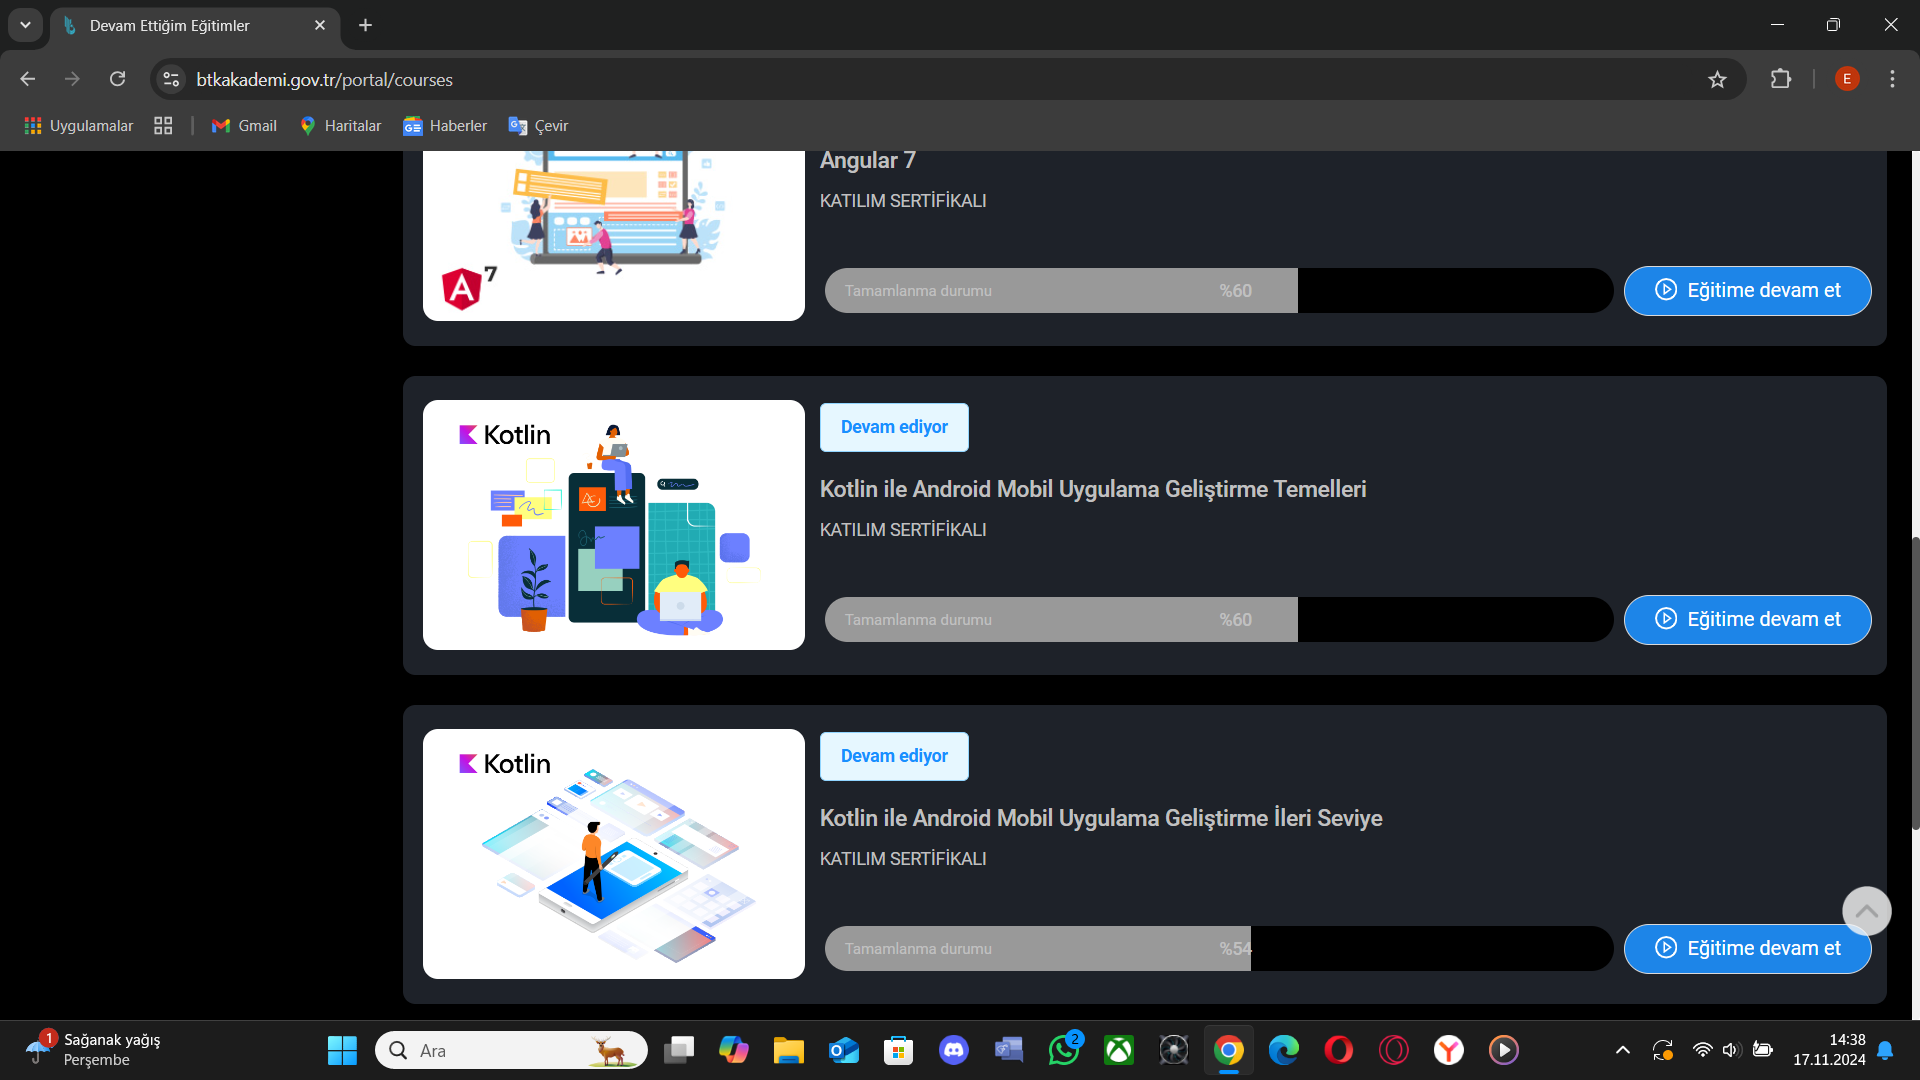 Devam Ettiğim Eğitimler
btkakademi.gov.tr/portal/courses
E
Uygulamalar
Gmail
Haritalar
Haberler
Çevir
Angular 7
KATILIM SERTİFİKALI
7
A
Tamamlanma durumu %60
Eğitime devam et
Kotlin
Devam ediyor
Kotlin ile Android Mobil Uygulama Geliştirme Temelleri
KATILIM SERTİFİKALI
Tamamlanma durumu %60
Eğitime devam et
Kotlin
Devam ediyor
Kotlin ile Android Mobil Uygulama Geliştirme İleri Seviye
KATILIM SERTİFİKALI
Tamamlanma durumu %54
Eğitime devam et
1
Sağanak yağış
Perşembe
Ara
2
14:38
17.11.2024